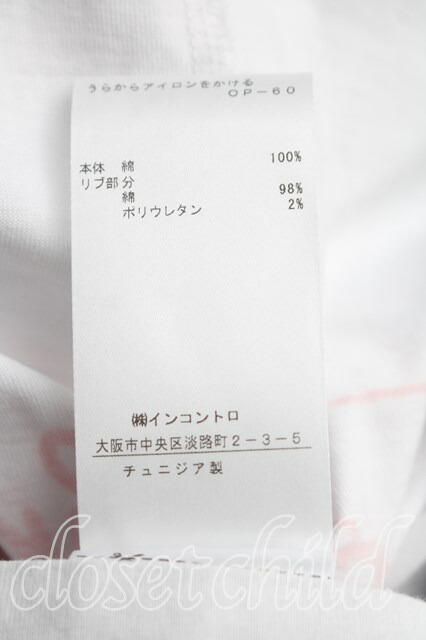 うらからアイロンをかける
OP-60
本体 綿 100%
リブ部分
綿 98%
ポリウレタン 2%
㈱インコントロ
大阪市中央区淡路町2-3-5
チュニジア製
closet child